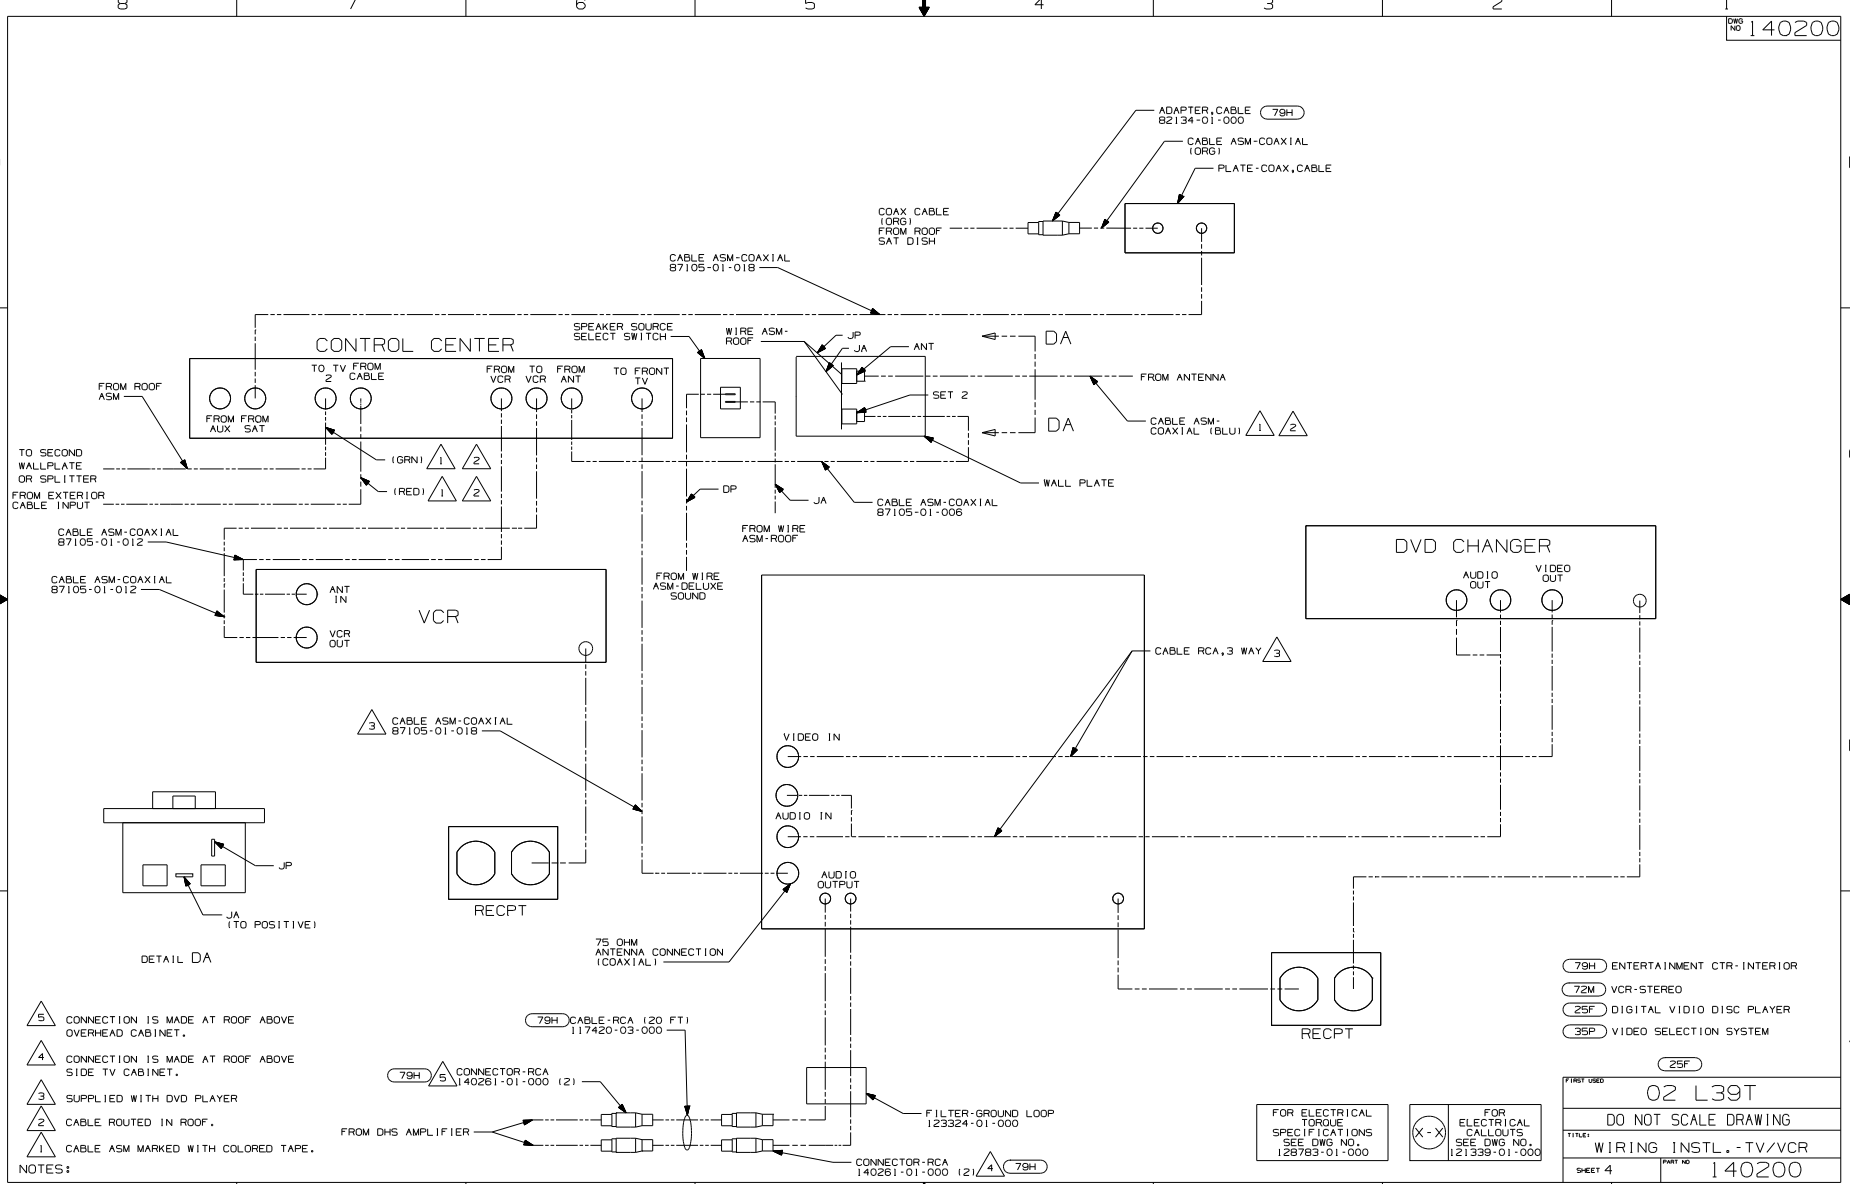 8 7 6 5 4 3 2 1
DWG NO 140200
ADAPTER,CABLE 79H
82134-01-000
CABLE ASM-COAXIAL
(ORG)
PLATE-COAX,CABLE
COAX CABLE
(ORG)
FROM ROOF
SAT DISH
CABLE ASM-COAXIAL
87105-01-018
SPEAKER SOURCE
SELECT SWITCH
WIRE ASM-
ROOF
JP
JA
ANT
DA
CONTROL CENTER
TO TV
2
FROM
CABLE
FROM
VCR
TO
VCR
FROM
ANT
TO FRONT
TV
FROM
AUX
FROM
SAT
FROM ROOF
ASM
FROM ANTENNA
SET 2
DA
CABLE ASM-
COAXIAL (BLU) 1 2
TO SECOND
WALLPLATE
OR SPLITTER
(GRN) 1 2
FROM EXTERIOR
CABLE INPUT
(RED) 1 2
DP
JA
WALL PLATE
CABLE ASM-COAXIAL
87105-01-006
FROM WIRE
ASM-ROOF
CABLE ASM-COAXIAL
87105-01-012
CABLE ASM-COAXIAL
87105-01-012
FROM WIRE
ASM-DELUXE
SOUND
ANT
IN
VCR
VCR
OUT
DVD CHANGER
AUDIO
OUT
VIDEO
OUT
CABLE RCA,3 WAY 3
3 CABLE ASM-COAXIAL
87105-01-018
VIDEO IN
AUDIO IN
AUDIO
OUTPUT
JP
JA
(TO POSITIVE)
DETAIL DA
RECPT
75 OHM
ANTENNA CONNECTION
(COAXIAL)
RECPT
79H ENTERTAINMENT CTR-INTERIOR
72M VCR-STEREO
25F DIGITAL VIDIO DISC PLAYER
35P VIDEO SELECTION SYSTEM
5 CONNECTION IS MADE AT ROOF ABOVE
OVERHEAD CABINET.
4 CONNECTION IS MADE AT ROOF ABOVE
SIDE TV CABINET.
3 SUPPLIED WITH DVD PLAYER
2 CABLE ROUTED IN ROOF.
1 CABLE ASM MARKED WITH COLORED TAPE.
NOTES:
79H CABLE-RCA (20 FT)
117420-03-000
79H 5 CONNECTOR-RCA
140261-01-000 (2)
FROM DHS AMPLIFIER
FILTER-GROUND LOOP
123324-01-000
CONNECTOR-RCA
140261-01-000 (2) 4 79H
FOR ELECTRICAL
TORQUE
SPECIFICATIONS
SEE DWG NO.
128783-01-000
X-X
FOR
ELECTRICAL
CALLOUTS
SEE DWG NO.
121339-01-000
25F
FIRST USED
02 L39T
DO NOT SCALE DRAWING
TITLE:
WIRING INSTL.-TV/VCR
SHEET 4
PART NO 140200